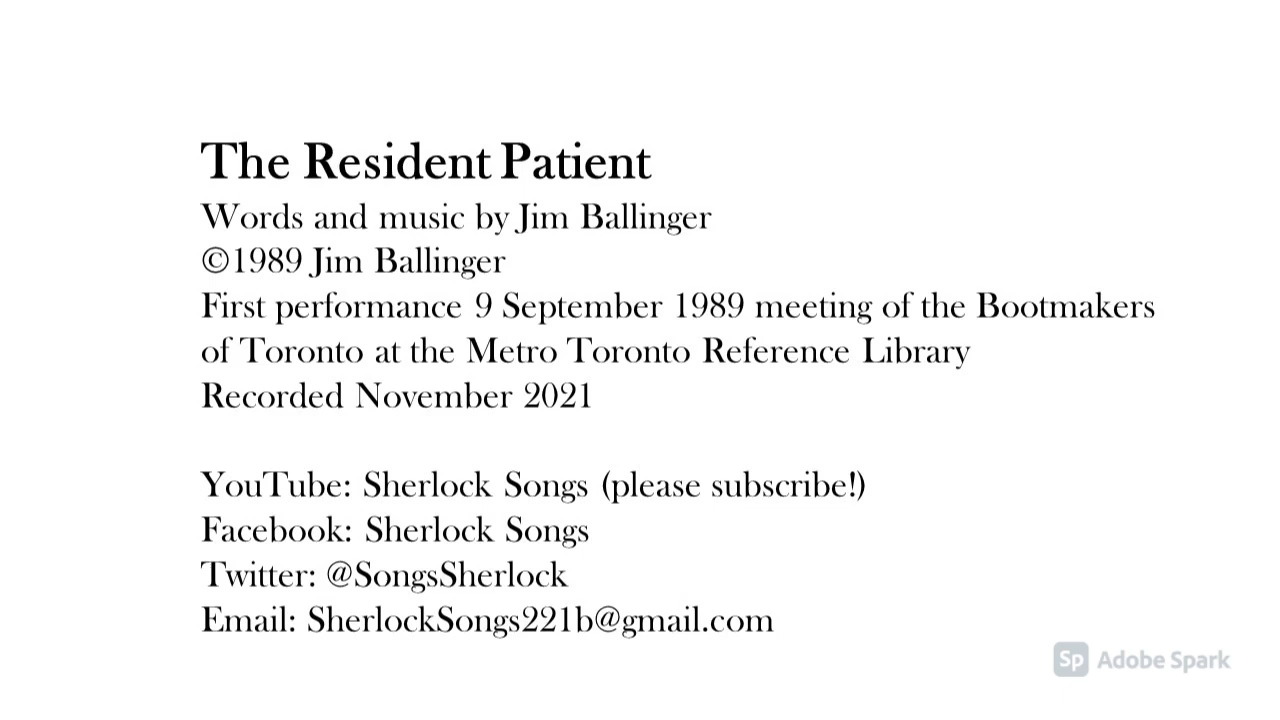 The Resident Patient
Words and music by Jim Ballinger
©1989 Jim Ballinger
First performance 9 September 1989 meeting of the Bootmakers
of Toronto at the Metro Toronto Reference Library
Recorded November 2021
YouTube: Sherlock Songs (please subscribe!)
Facebook: Sherlock Songs
Twitter: @SongsSherlock
Email: SherlockSongs221b@gmail.com
Sp Adobe Spark